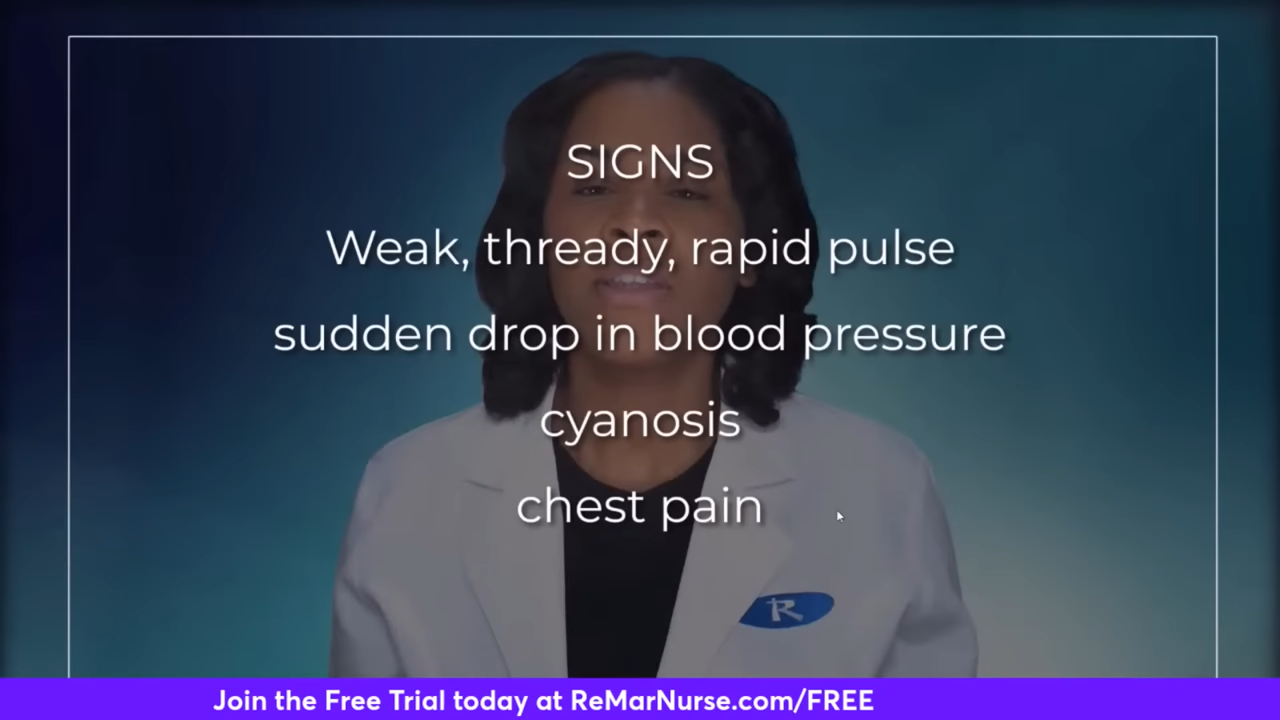 SIGNS
Weak, thready, rapid pulse
sudden drop in blood pressure
cyanosis
chest pain
R
Join the Free Trial today at ReMarNurse.com/FREE